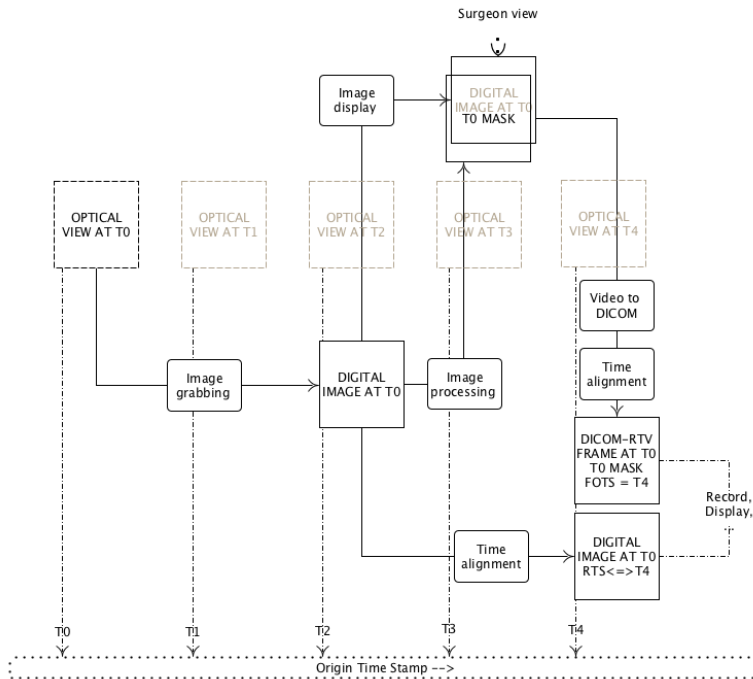 Surgeon view
Image
display
DIGITAL
IMAGE AT T0
T0 MASK
OPTICAL
VIEW AT T0
OPTICAL
VIEW AT T1
OPTICAL
VIEW AT T2
OPTICAL
VIEW AT T3
OPTICAL
VIEW AT T4
Video to
DICOM
Time
alignment
Image
grabbing
DIGITAL
IMAGE AT T0
Image
processing
DICOM-RTV
FRAME AT T0
T0 MASK
FOTS = T4
Record,
Display,
...
Time
alignment
DIGITAL
IMAGE AT T0
RTS<=>T4
T0
T1
T2
T3
T4
Origin Time Stamp -->